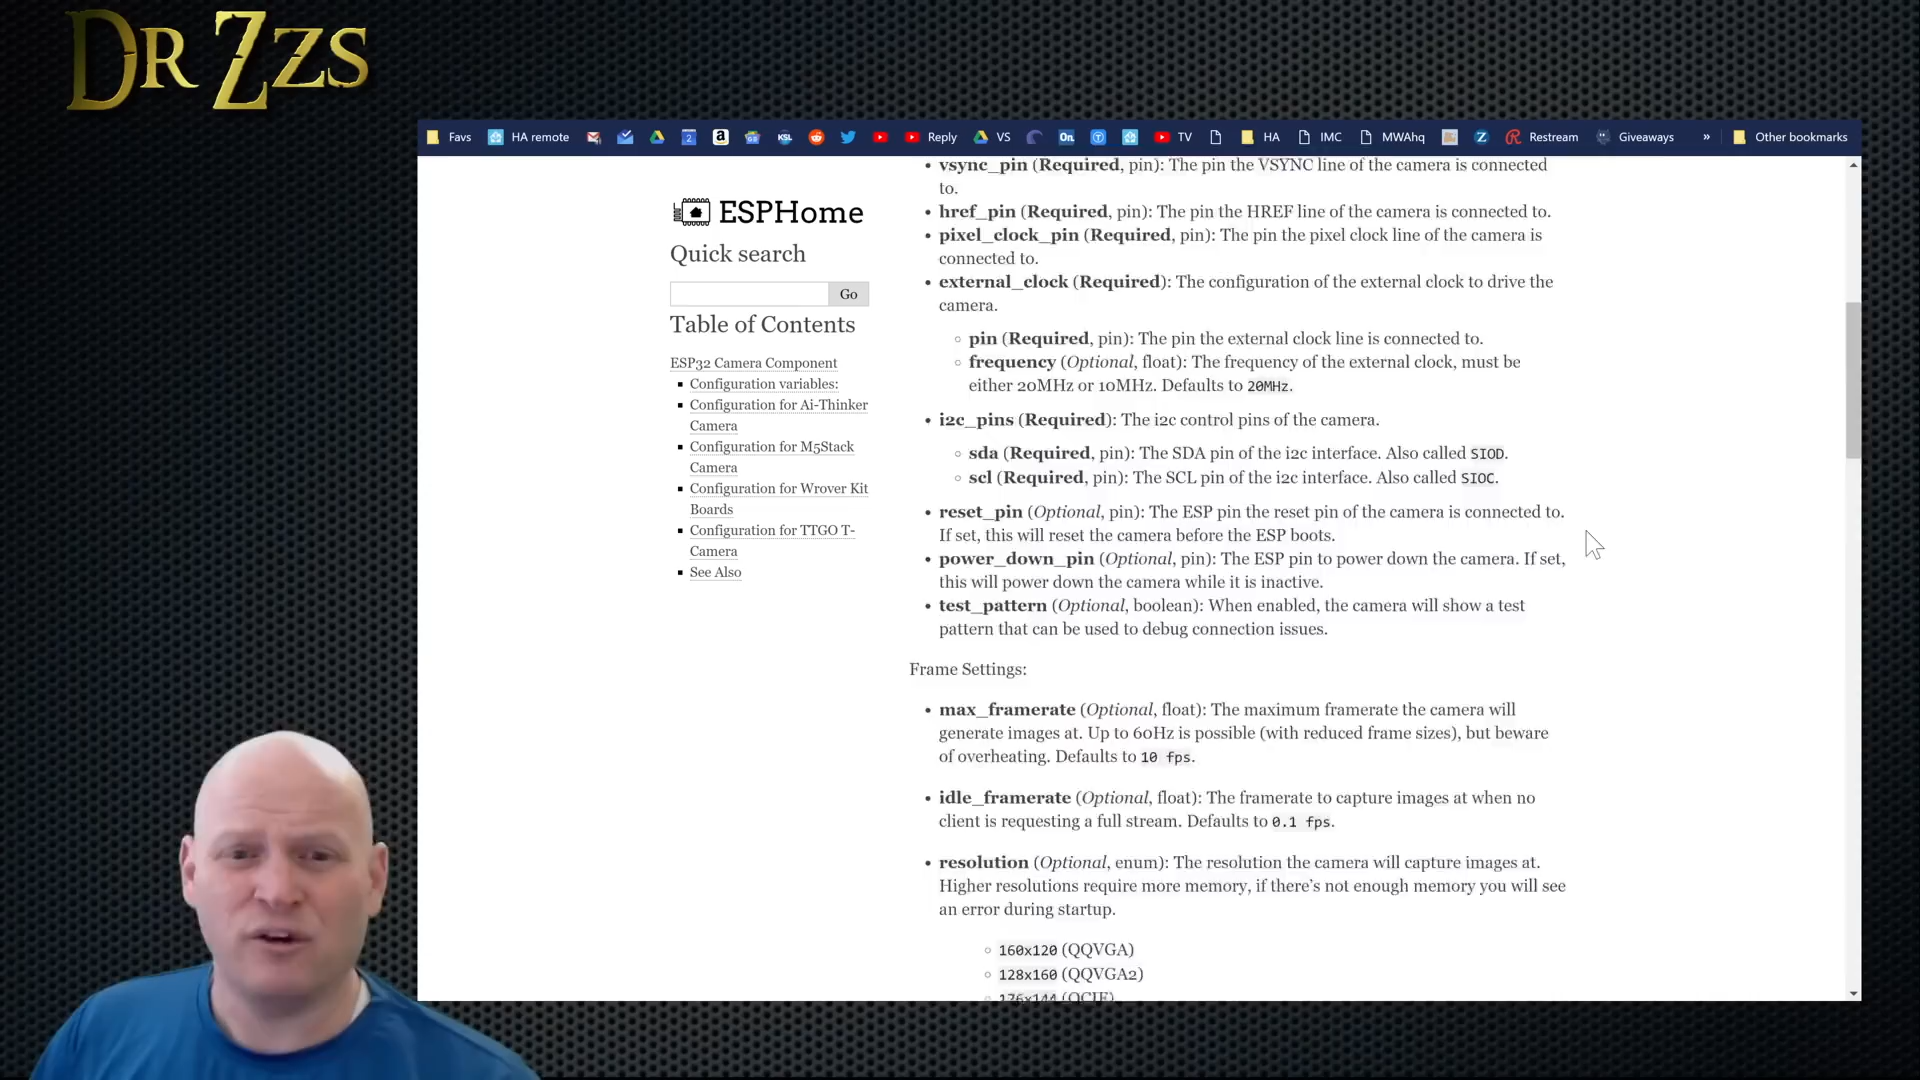 DR ZZS
Favs HA remote 2 Reply VS On TV HA IMC Z MWAhq Restream Giveaways » Other bookmarks
ESPHome
Quick search
Go
Table of Contents
ESP32 Camera Component
Configuration variables:
Configuration for Ai-Thinker
Camera
Configuration for M5Stack
Camera
Configuration for Wrover Kit
Boards
Configuration for TTGO T-
Camera
See Also
vsync_pin (Required, pin): The pin the VSYNC line of the camera is connected
to.
href_pin (Required, pin): The pin the HREF line of the camera is connected to.
pixel_clock_pin (Required, pin): The pin the pixel clock line of the camera is
connected to.
external_clock (Required): The configuration of the external clock to drive the
camera.
pin (Required, pin): The pin the external clock line is connected to.
frequency (Optional, float): The frequency of the external clock, must be
either 20MHz or 10MHz. Defaults to 20MHz.
i2c_pins (Required): The i2c control pins of the camera.
sda (Required, pin): The SDA pin of the i2c interface. Also called SIOD.
scl (Required, pin): The SCL pin of the i2c interface. Also called SIOC.
reset_pin (Optional, pin): The ESP pin the reset pin of the camera is connected to.
If set, this will reset the camera before the ESP boots.
power_down_pin (Optional, pin): The ESP pin to power down the camera. If set,
this will power down the camera while it is inactive.
test_pattern (Optional, boolean): When enabled, the camera will show a test
pattern that can be used to debug connection issues.
Frame Settings:
max_framerate (Optional, float): The maximum framerate the camera will
generate images at. Up to 60Hz is possible (with reduced frame sizes), but beware
of overheating. Defaults to 10 fps.
idle_framerate (Optional, float): The framerate to capture images at when no
client is requesting a full stream. Defaults to 0.1 fps.
resolution (Optional, enum): The resolution the camera will capture images at.
Higher resolutions require more memory, if there's not enough memory you will see
an error during startup.
160x120 (QQVGA)
128x160 (QQVGA2)
176x144 (QCIF)